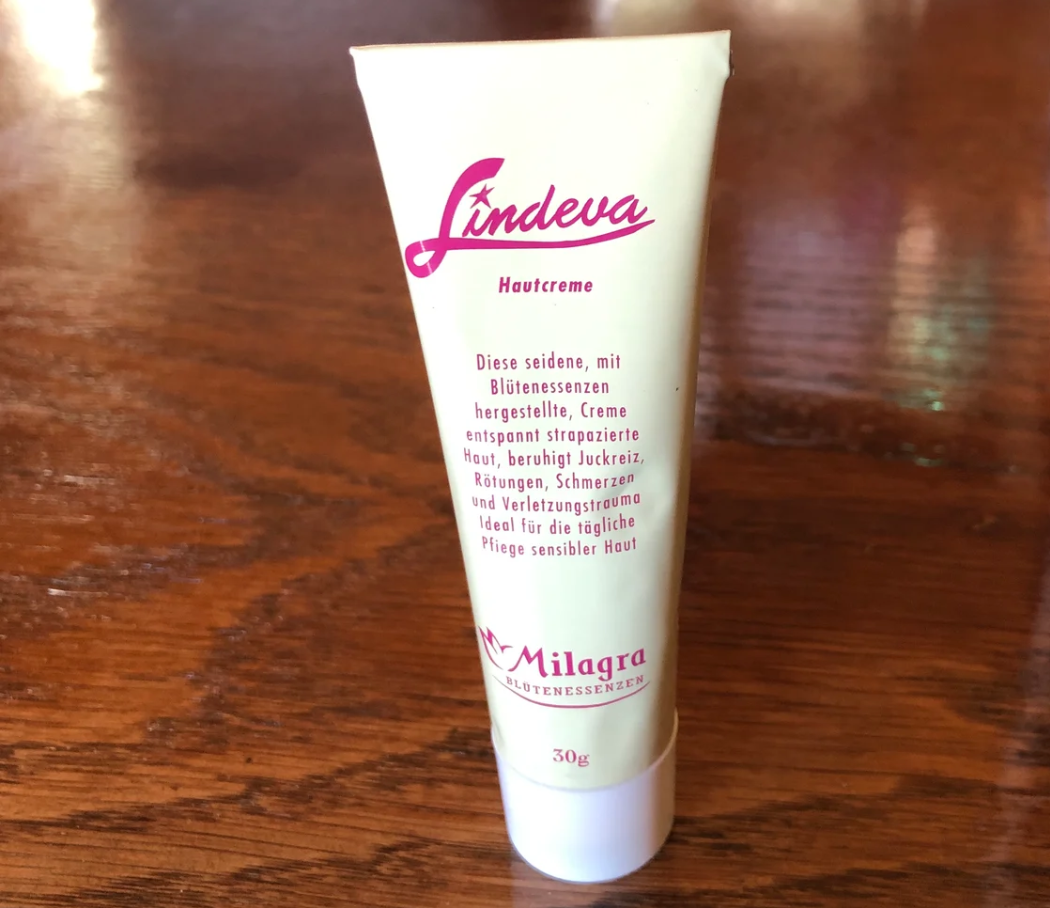 Lindeva
Hautcreme
Diese seidene, mit
Blütenessenzen
hergestellte, Creme
entspannt strapazierte
Haut, beruhigt Juckreiz,
Rötungen, Schmerzen
und Verletzungstrauma
Ideal für die tägliche
Pfiege sensibler Haut
Milagra
BLÜTENESSENZEN
30g